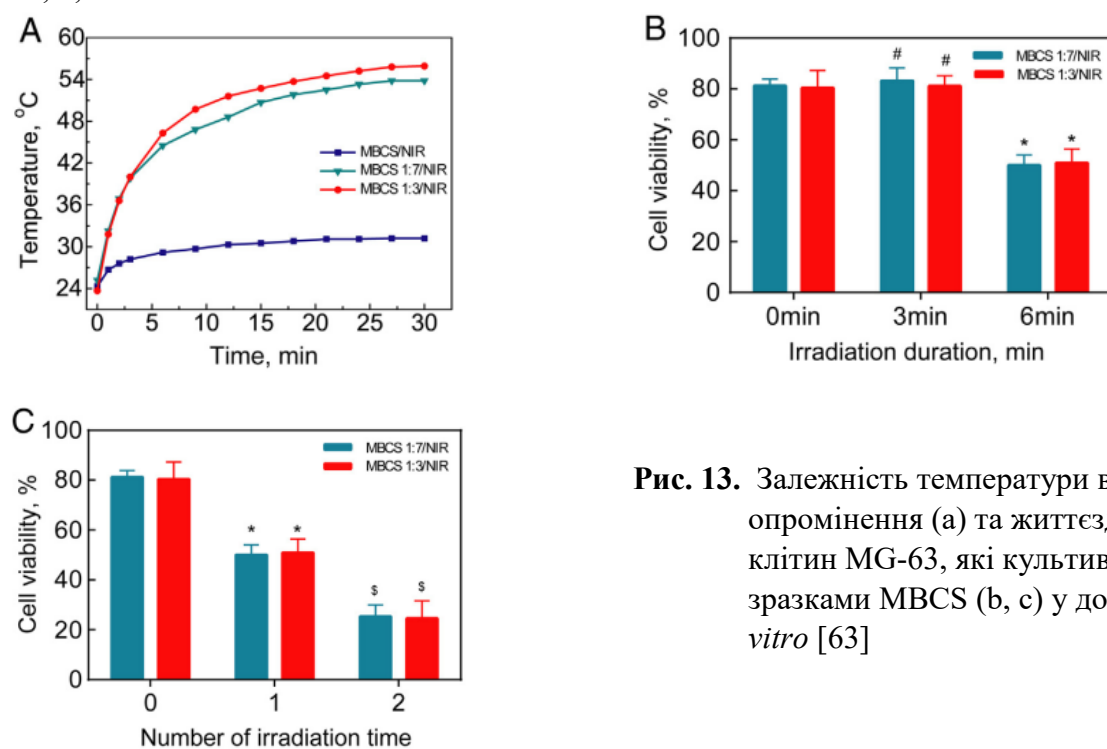 A
60
54
48
42
36
30
24
Temperature, °C
MBCS/NIR
MBCS 1:7/NIR
MBCS 1:3/NIR
0 5 10 15 20 25 30
Time, min
B
100
80
60
40
20
0
Cell viability, %
MBCS 1:7/NIR
MBCS 1:3/NIR
# #
* *
0min 3min 6min
Irradiation duration, min
C
100
80
60
40
20
0
Cell viability, %
MBCS 1:7/NIR
MBCS 1:3/NIR
* *
$ $
0 1 2
Number of irradiation time
Рис. 13. Залежність температури в
опромінення (a) та життєз
клітин MG-63, які культив
зразками MBCS (b, c) у до
vitro [63]